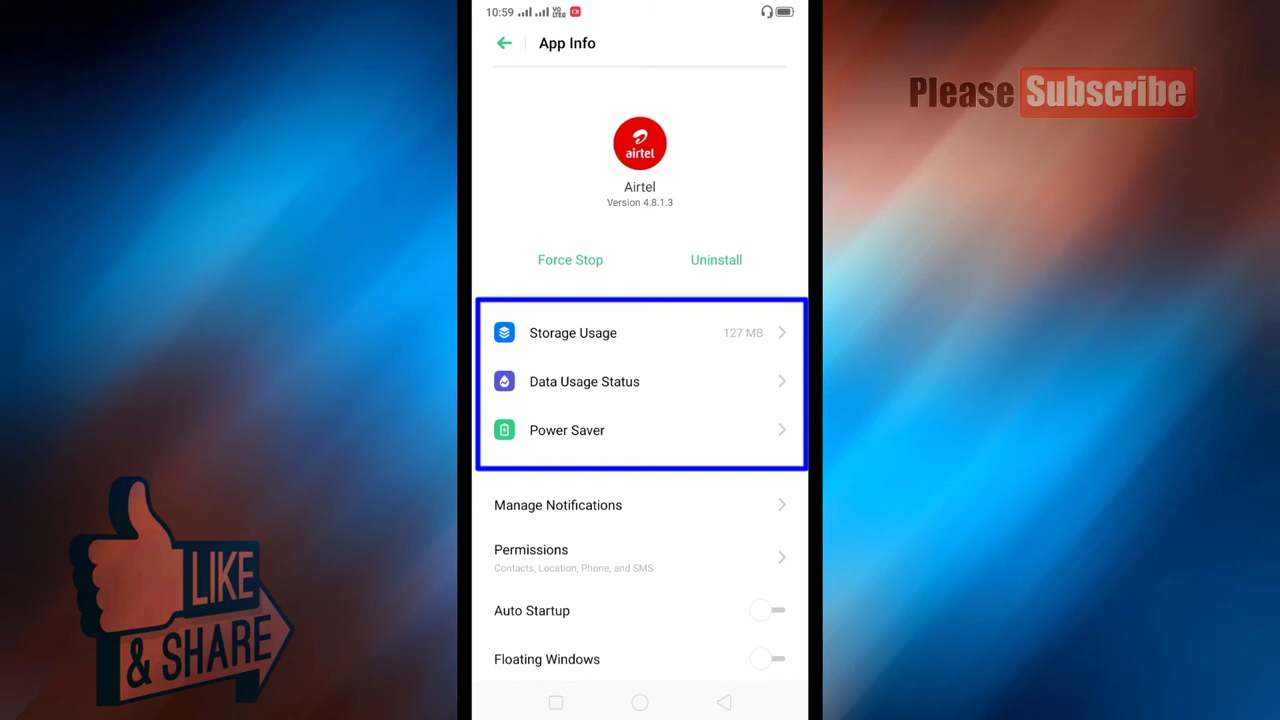 10:59 VO LTE
App Info
Please Subscribe
airtel
Airtel
Version 4.8.1.3
Force Stop
Uninstall
Storage Usage
127 MB
Data Usage Status
Power Saver
Manage Notifications
Permissions
Contacts, Location, Phone, and SMS
Auto Startup
Floating Windows
LIKE
& SHARE